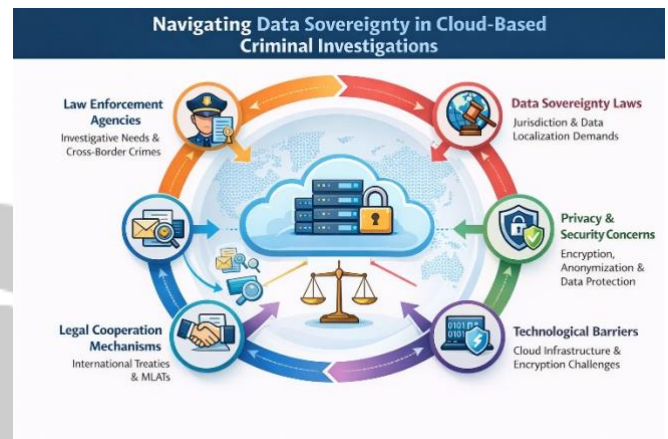 Navigating Data Sovereignty in Cloud-Based
Criminal Investigations
Law Enforcement
Agencies
Investigative Needs &
Cross-Border Crimes
Data Sovereignty Laws
Jurisdiction & Data
Localization Demands
Privacy &
Security Concerns
Encryption,
Anonymization &
Data Protection
Legal Cooperation
Mechanisms
International Treaties
& MLATs
Technological Barriers
Cloud Infrastructure &
Encryption Challenges